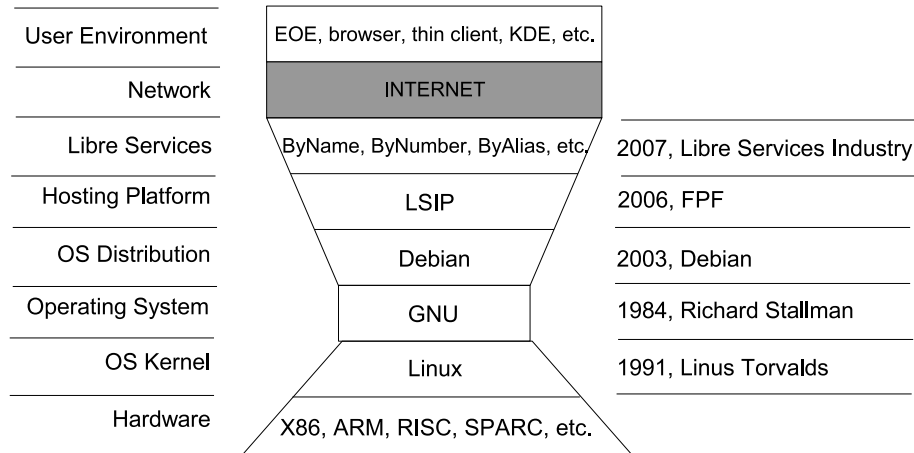 User Environment
EOE, browser, thin client, KDE, etc.
Network
INTERNET
Libre Services
ByName, ByNumber, ByAlias, etc.
2007, Libre Services Industry
Hosting Platform
LSIP
2006, FPF
OS Distribution
Debian
2003, Debian
Operating System
GNU
1984, Richard Stallman
OS Kernel
Linux
1991, Linus Torvalds
Hardware
X86, ARM, RISC, SPARC, etc.